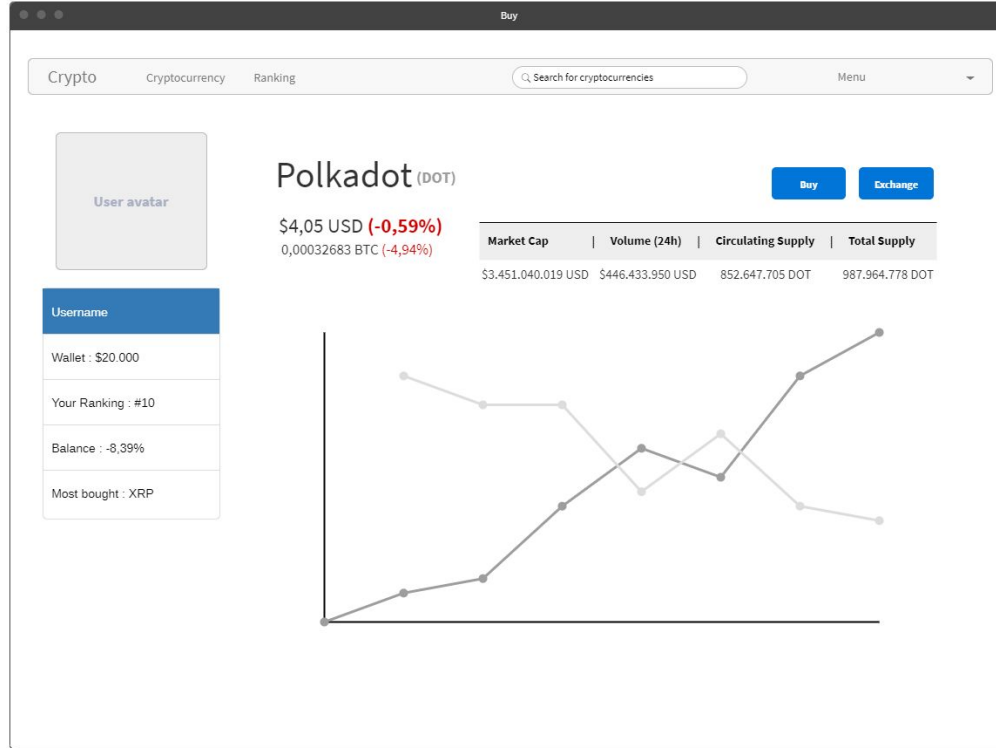 Buy
Crypto Cryptocurrency Ranking Search for cryptocurrencies Menu
User avatar
Username
Wallet : $20.000
Your Ranking : #10
Balance : -8,39%
Most bought : XRP
Polkadot (DOT)
$4,05 USD (-0,59%)
0,00032683 BTC (-4,94%)
Buy Exchange
Market Cap | Volume (24h) | Circulating Supply | Total Supply
$3.451.040.019 USD $446.433.950 USD 852.647.705 DOT 987.964.778 DOT